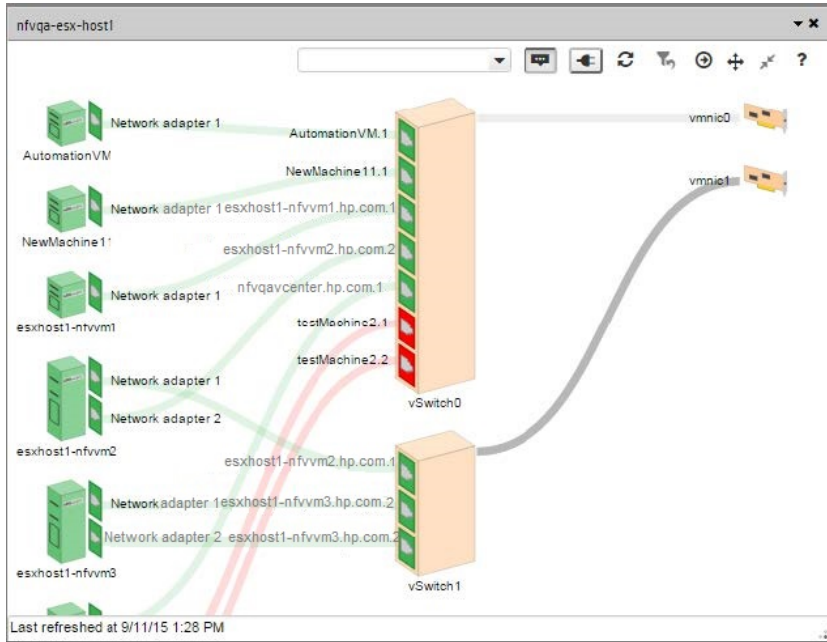 nfvqa-esx-host1
?
Network adapter 1
AutomationVM.1
vmnic0
AutomationVM
NewMachine11.1
vmnic1
Network adapter 1
esxhost1-nfvvm1.hp.com.1
NewMachine11
esxhost1-nfvvm2.hp.com.2
Network adapter 1
nfvqavcenter.hp.com.1
esxhost1-nfvvm1
testMachine2.1
testMachine2.2
Network adapter 1
vSwitch0
Network adapter 2
esxhost1-nfvvm2
esxhost1-nfvvm2.hp.com.1
Network adapter 1
esxhost1-nfvvm3.hp.com.2
Network adapter 2
esxhost1-nfvvm3.hp.com.2
esxhost1-nfvvm3
vSwitch1
Last refreshed at 9/11/15 1:28 PM